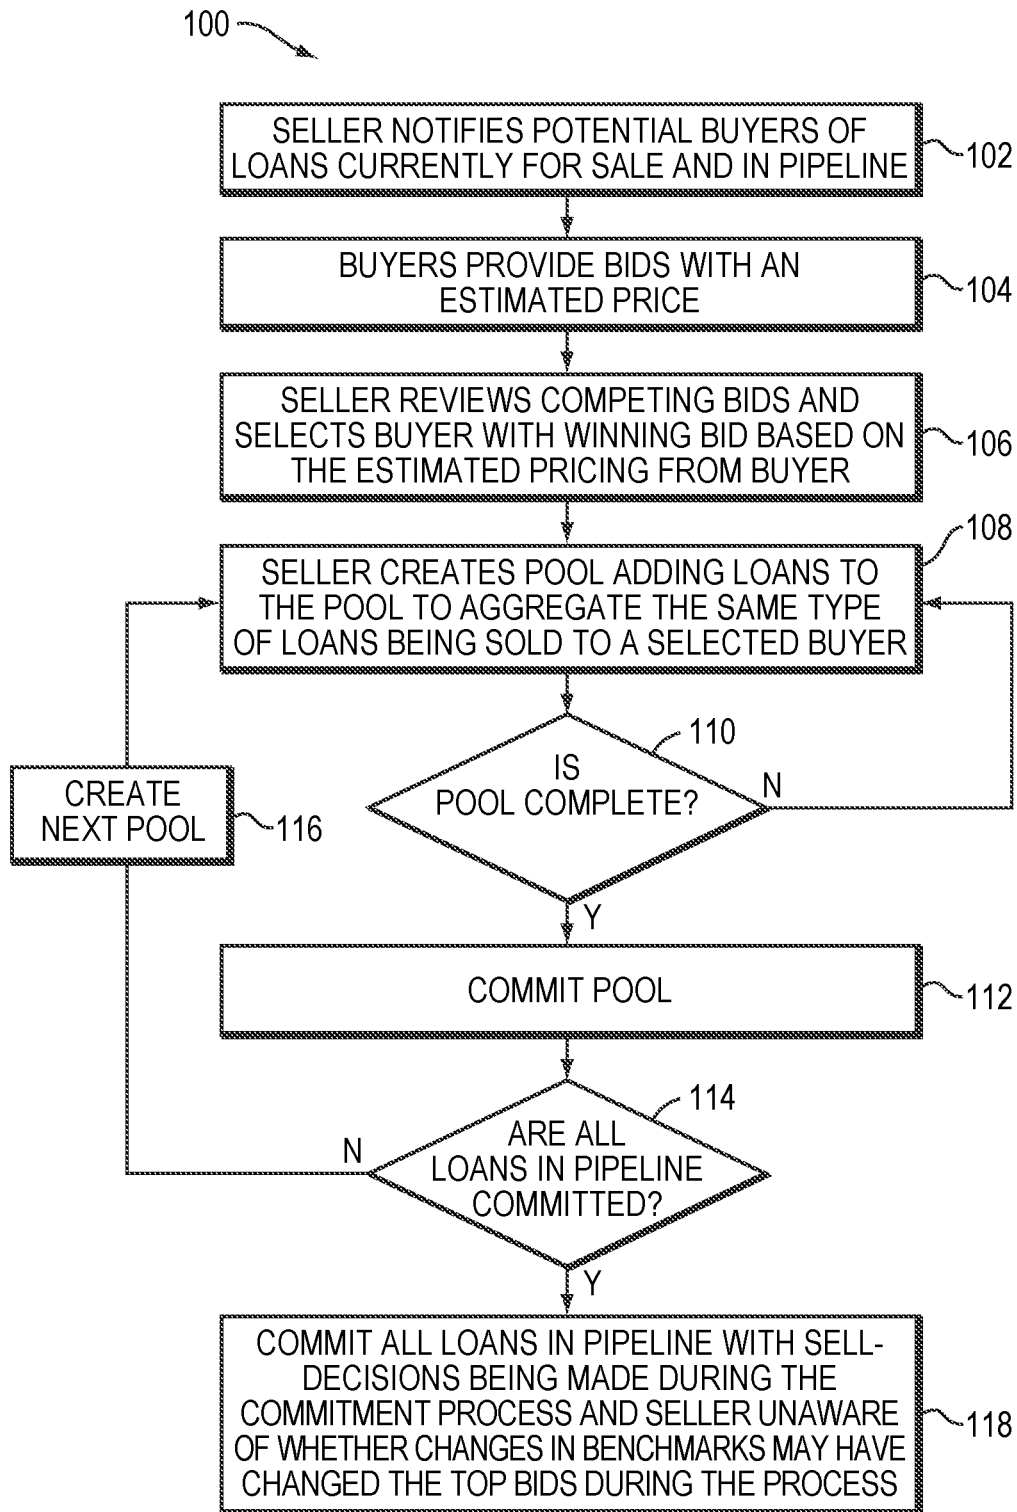 100
SELLER NOTIFIES POTENTIAL BUYERS OF
LOANS CURRENTLY FOR SALE AND IN PIPELINE
102
BUYERS PROVIDE BIDS WITH AN
ESTIMATED PRICE
104
SELLER REVIEWS COMPETING BIDS AND
SELECTS BUYER WITH WINNING BID BASED ON
THE ESTIMATED PRICING FROM BUYER
106
108
SELLER CREATES POOL ADDING LOANS TO
THE POOL TO AGGREGATE THE SAME TYPE
OF LOANS BEING SOLD TO A SELECTED BUYER
110
IS
POOL COMPLETE?
N
Y
CREATE
NEXT POOL
116
COMMIT POOL
112
114
ARE ALL
LOANS IN PIPELINE
COMMITTED?
N
Y
COMMIT ALL LOANS IN PIPELINE WITH SELL-
DECISIONS BEING MADE DURING THE
COMMITMENT PROCESS AND SELLER UNAWARE
OF WHETHER CHANGES IN BENCHMARKS MAY HAVE
CHANGED THE TOP BIDS DURING THE PROCESS
118